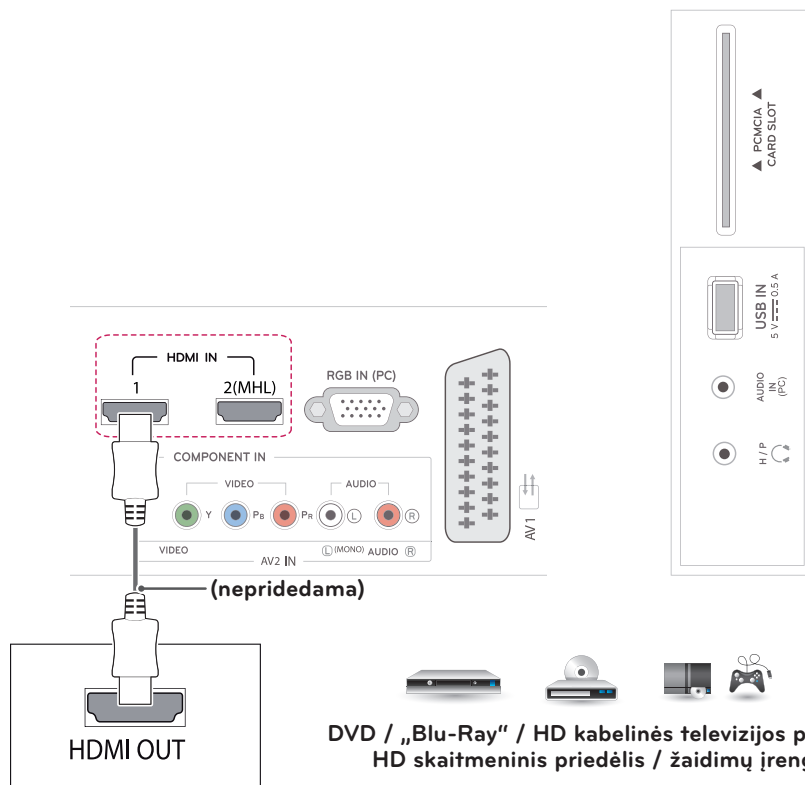 ▲ PCMCIA ▲
CARD SLOT
USB IN
5 V 0.5 A
AUDIO
IN
(PC)
H / P
HDMI IN
1
2(MHL)
RGB IN (PC)
COMPONENT IN
VIDEO
AUDIO
Y
PB
PR
L
R
VIDEO
L (MONO) AUDIO R
AV2 IN
AV1
(nepridedama)
HDMI OUT
DVD / „Blu-Ray“ / HD kabelinės televizijos p
HD skaitmeninis priedėlis / žaidimų įreng